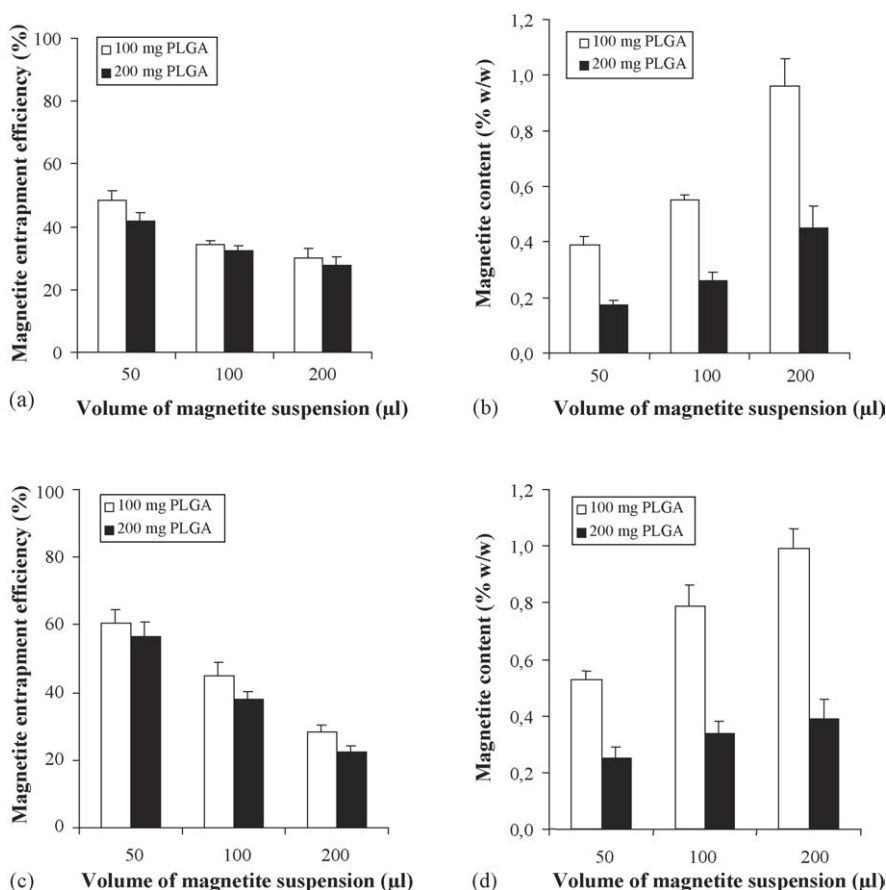 Magnetite entrapment efficiency (%)
100
80
60
40
20
0
100 mg PLGA
200 mg PLGA
50 100 200
(a) Volume of magnetite suspension (µl)
Magnetite content (% w/w)
1,2
1,0
0,8
0,6
0,4
0,2
0,0
100 mg PLGA
200 mg PLGA
50 100 200
(b) Volume of magnetite suspension (µl)
Magnetite entrapment efficiency (%)
100
80
60
40
20
0
100 mg PLGA
200 mg PLGA
50 100 200
(c) Volume of magnetite suspension (µl)
Magnetite content (% w/w)
1,2
1,0
0,8
0,6
0,4
0,2
0,0
100 mg PLGA
200 mg PLGA
50 100 200
(d) Volume of magnetite suspension (µl)